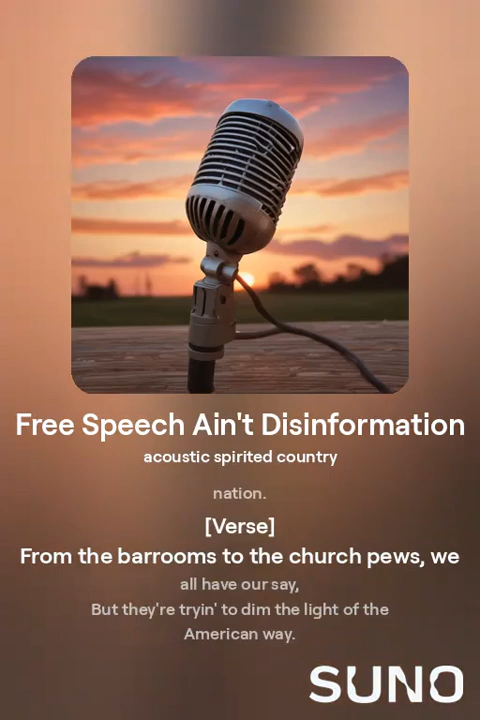 Free Speech Ain't Disinformation
acoustic spirited country
nation.
[Verse]
From the barrooms to the church pews, we
all have our say,
But they're tryin' to dim the light of the
American way.
SUNO